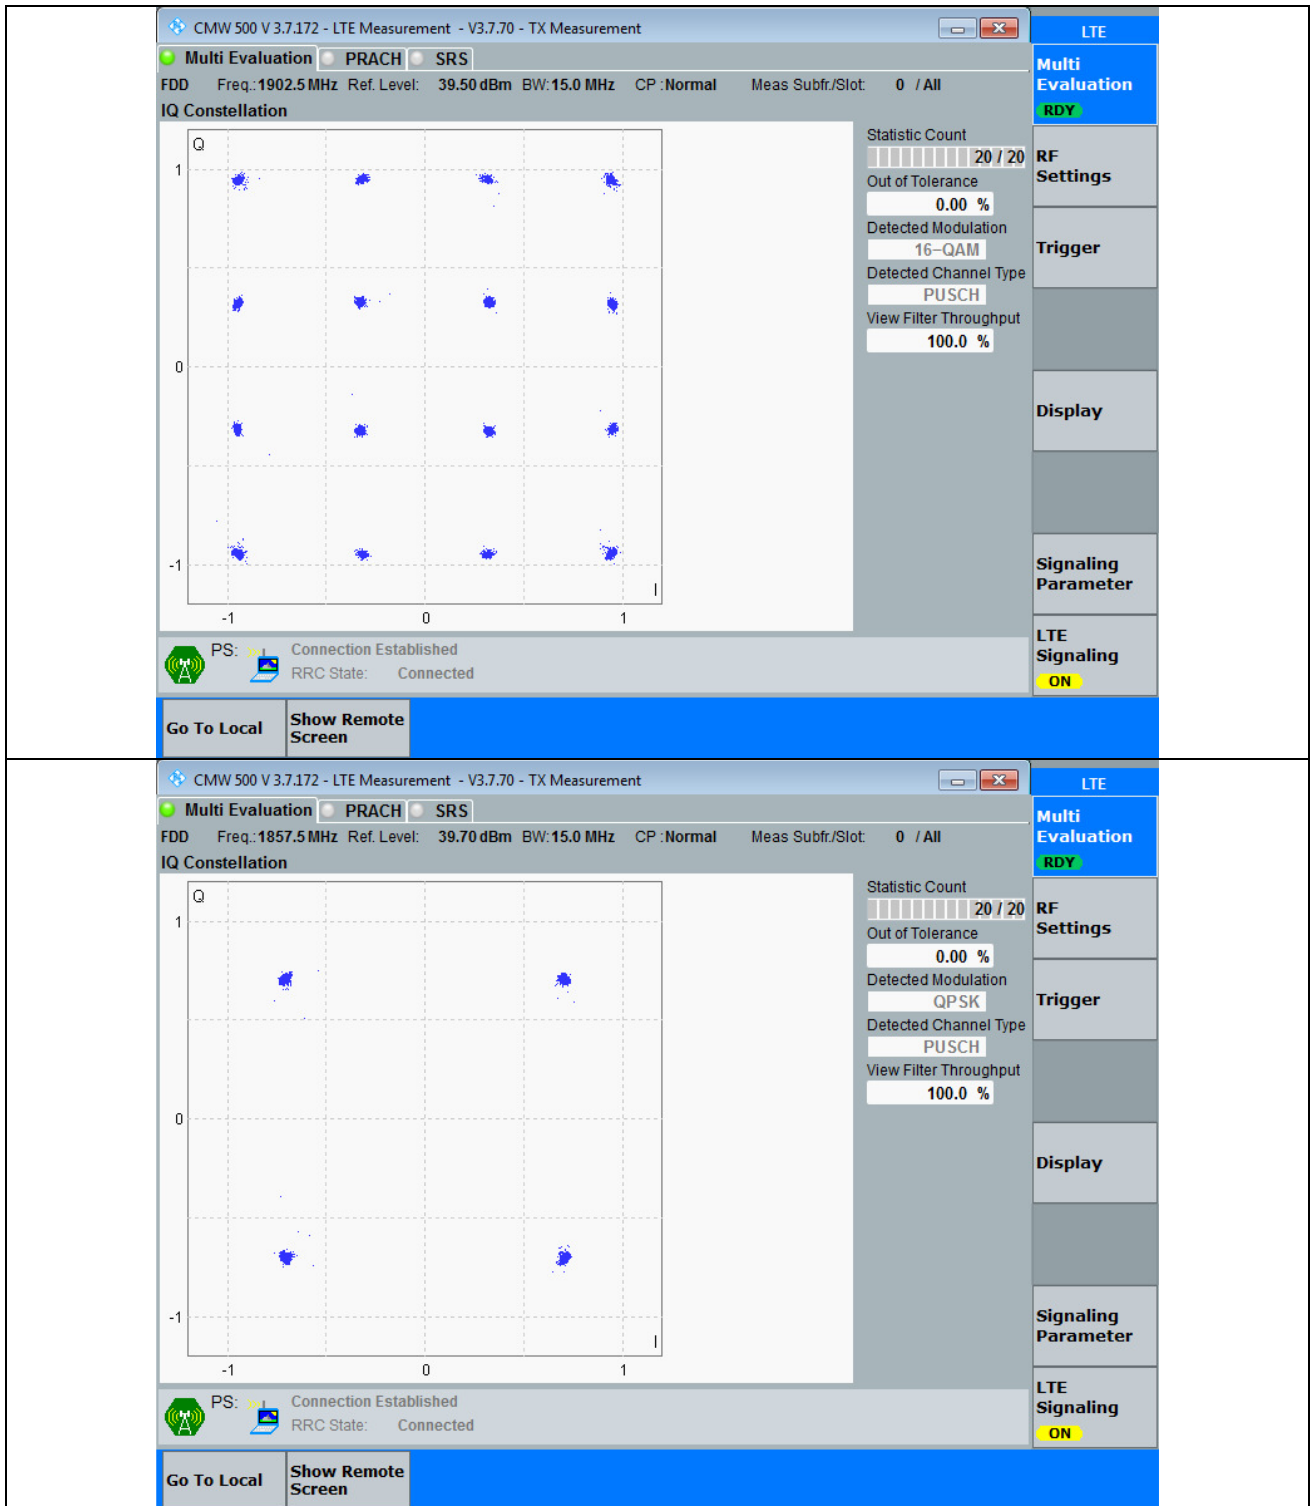 CMW 500 V 3.7.172 - LTE Measurement - V3.7.70 - TX Measurement
LTE
Multi Evaluation PRACH SRS
FDD Freq.:1902.5 MHz Ref. Level: 39.50 dBm BW:15.0 MHz CP :Normal Meas Subfr./Slot: 0 / All
IQ Constellation
Q
1
0
-1
-1 0 1
I
Statistic Count
20 / 20
Out of Tolerance
0.00 %
Detected Modulation
16-QAM
Detected Channel Type
PUSCH
View Filter Throughput
100.0 %
Multi
Evaluation
RDY
RF
Settings
Trigger
Display
Signaling
Parameter
LTE
Signaling
ON
PS: Connection Established
RRC State: Connected
Go To Local
Show Remote
Screen
CMW 500 V 3.7.172 - LTE Measurement - V3.7.70 - TX Measurement
LTE
Multi Evaluation PRACH SRS
FDD Freq.:1857.5 MHz Ref. Level: 39.70 dBm BW:15.0 MHz CP :Normal Meas Subfr./Slot: 0 / All
IQ Constellation
Q
1
0
-1
-1 0 1
I
Statistic Count
20 / 20
Out of Tolerance
0.00 %
Detected Modulation
QPSK
Detected Channel Type
PUSCH
View Filter Throughput
100.0 %
Multi
Evaluation
RDY
RF
Settings
Trigger
Display
Signaling
Parameter
LTE
Signaling
ON
PS: Connection Established
RRC State: Connected
Go To Local
Show Remote
Screen